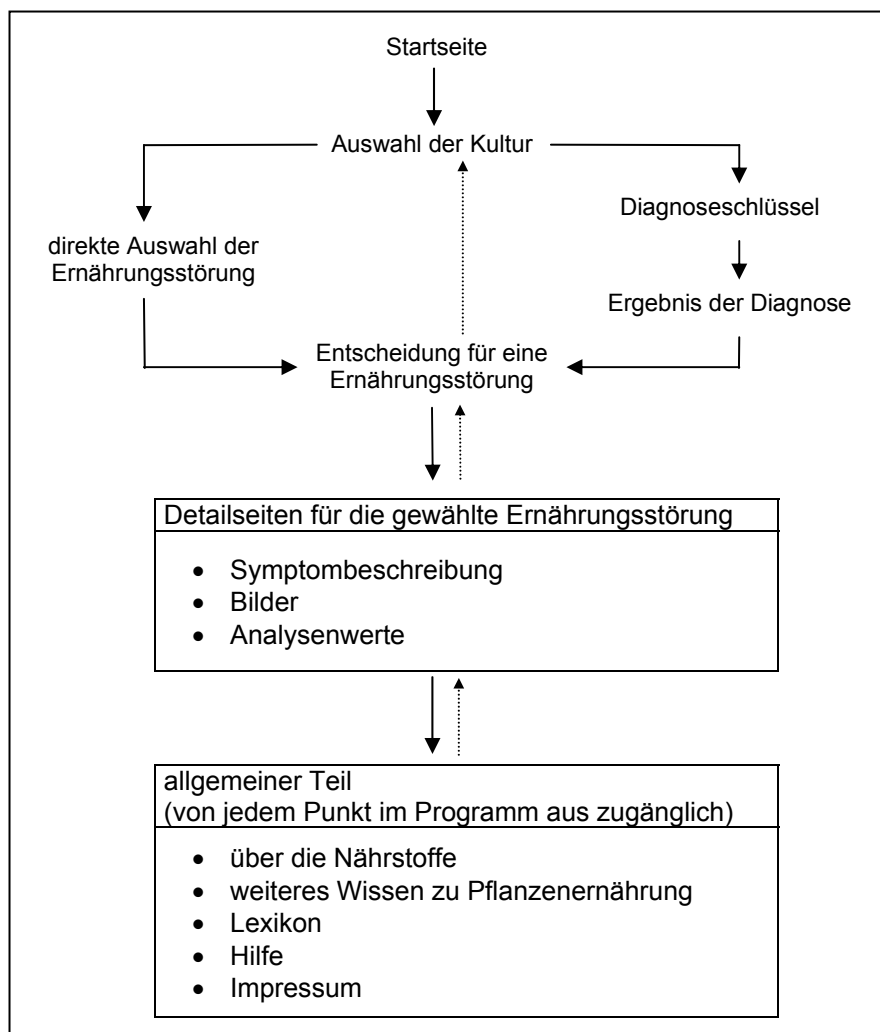 Startseite
Auswahl der Kultur
direkte Auswahl der
Ernährungsstörung
Diagnoseschlüssel
Ergebnis der Diagnose
Entscheidung für eine
Ernährungsstörung
Detailseiten für die gewählte Ernährungsstörung
• Symptombeschreibung
• Bilder
• Analysenwerte
allgemeiner Teil
(von jedem Punkt im Programm aus zugänglich)
• über die Nährstoffe
• weiteres Wissen zu Pflanzenernährung
• Lexikon
• Hilfe
• Impressum